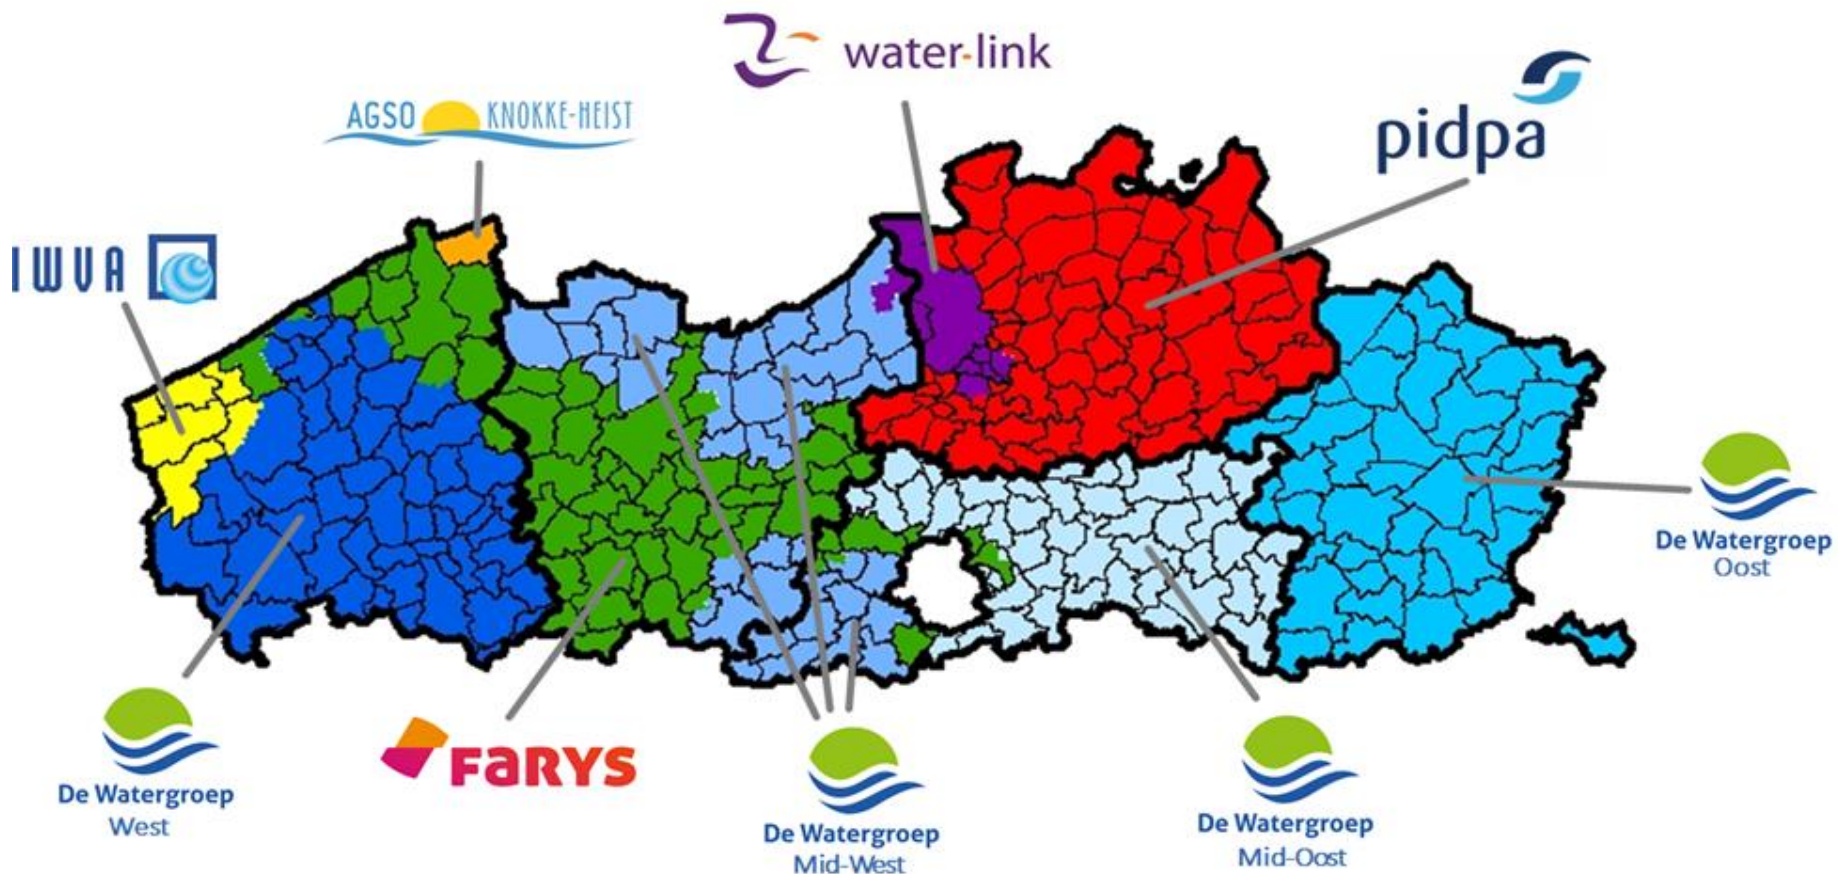 water-link
pidpa
AGSO KNOKKE-HEIST
IWVA
De Watergroep
Oost
De Watergroep
West
FaRYS
De Watergroep
Mid-West
De Watergroep
Mid-Oost